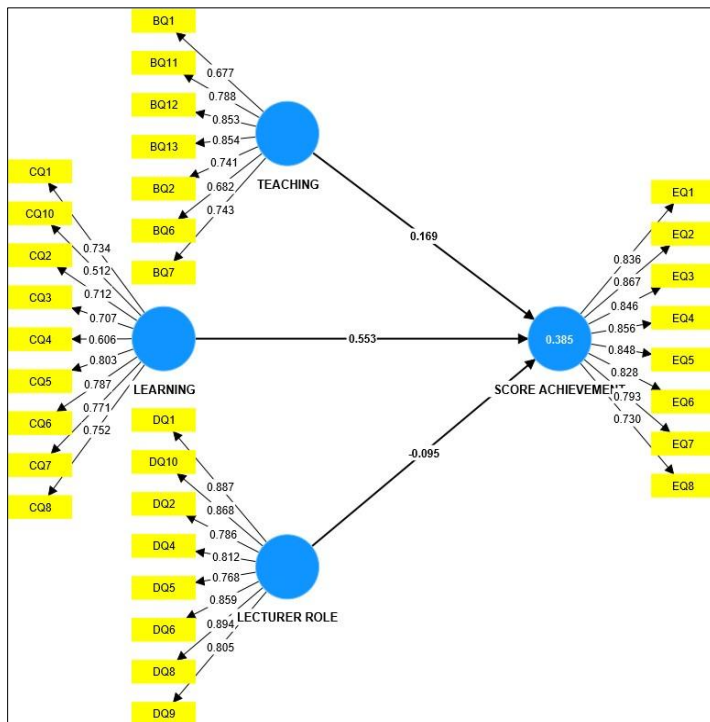 BQ1
BQ11
BQ12
BQ13
BQ2
BQ6
BQ7
0.677
0.788
0.853
0.854
0.741
0.682
0.743
TEACHING
CQ1
CQ10
CQ2
CQ3
CQ4
CQ5
CQ6
CQ7
CQ8
0.734
0.512
0.712
0.707
0.606
0.803
0.787
0.771
0.752
LEARNING
DQ1
DQ10
DQ2
DQ4
DQ5
DQ6
DQ8
DQ9
0.887
0.868
0.786
0.812
0.768
0.859
0.894
0.805
LECTURER ROLE
0.169
0.553
-0.095
0.385
SCORE ACHIEVEMENT
0.836
0.867
0.846
0.856
0.848
0.828
0.793
0.730
EQ1
EQ2
EQ3
EQ4
EQ5
EQ6
EQ7
EQ8